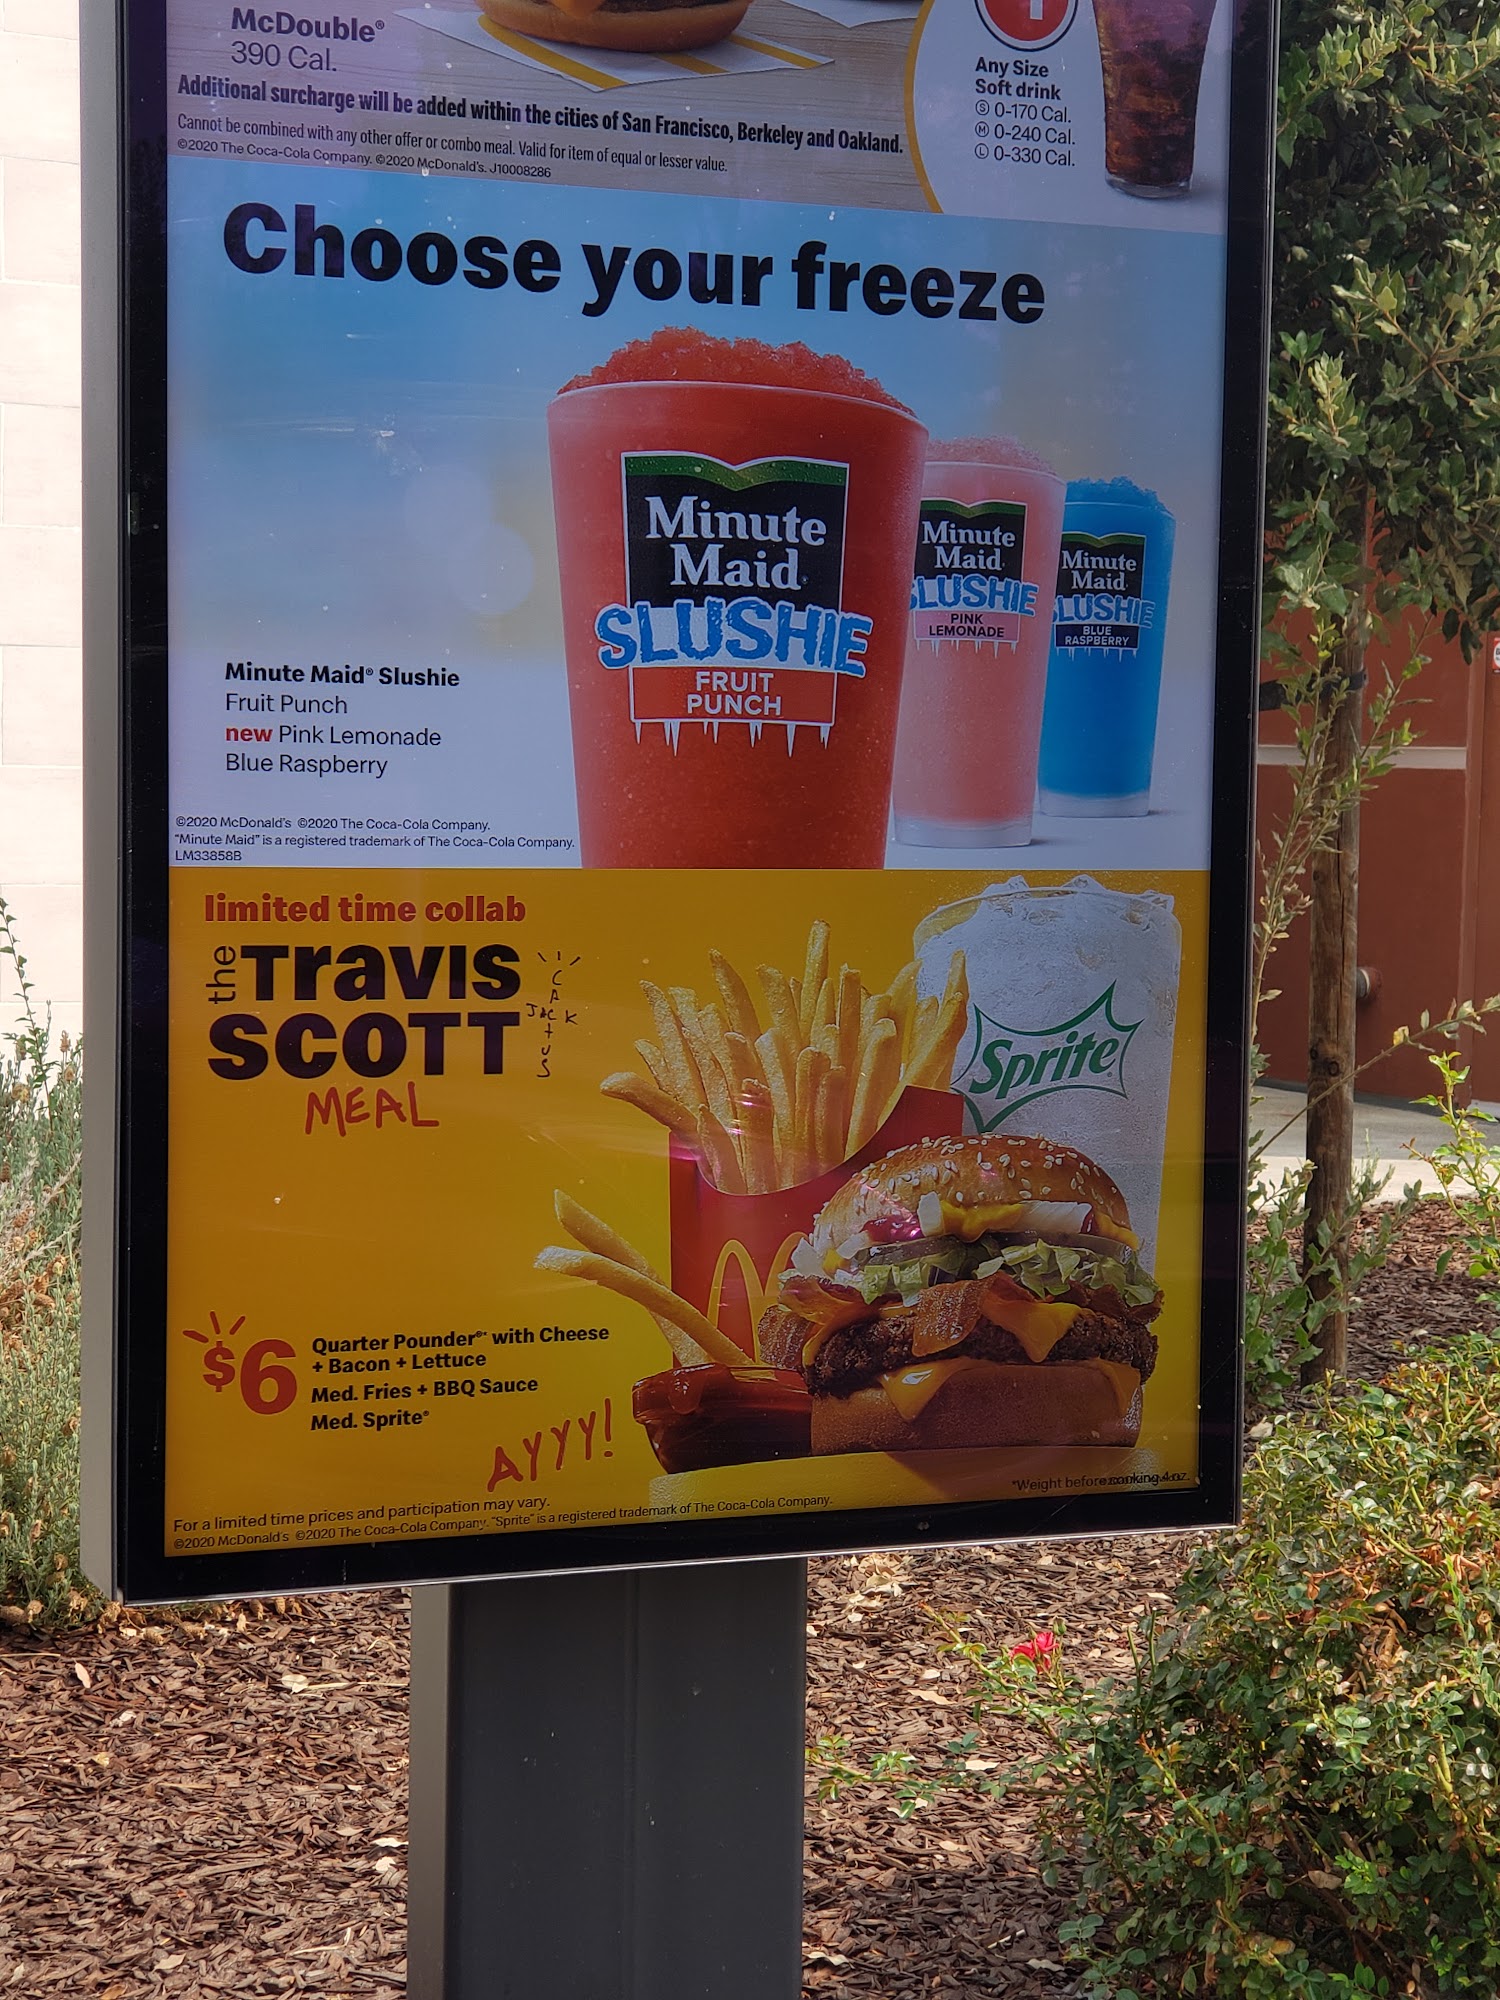 McDouble®
390 Cal.
Additional surcharge will be added within the cities of San Francisco, Berkeley and Oakland.
Cannot be combined with any other offer or combo meal. Valid for item of equal or lesser value.
©2020 The Coca-Cola Company. ©2020 McDonald's. J10008286
$1
Any Size
Soft drink
Ⓢ 0-170 Cal.
Ⓜ 0-240 Cal.
Ⓛ 0-330 Cal.
Choose your freeze
Minute
Maid
SLUSHIE
FRUIT
PUNCH
Minute
Maid
SLUSHIE
PINK
LEMONADE
Minute
Maid
SLUSHIE
BLUE
RASPBERRY
Minute Maid® Slushie
Fruit Punch
new Pink Lemonade
Blue Raspberry
©2020 McDonald's ©2020 The Coca-Cola Company.
"Minute Maid" is a registered trademark of The Coca-Cola Company.
LM33858B
limited time collab
the Travis
SCOTT
MEAL
CACTUS
JACK
Sprite
$6
Quarter Pounder®* with Cheese
+ Bacon + Lettuce
Med. Fries + BBQ Sauce
Med. Sprite®
AYYY!
*Weight before cooking 4 oz.
For a limited time prices and participation may vary.
©2020 McDonald's ©2020 The Coca-Cola Company. "Sprite" is a registered trademark of The Coca-Cola Company.